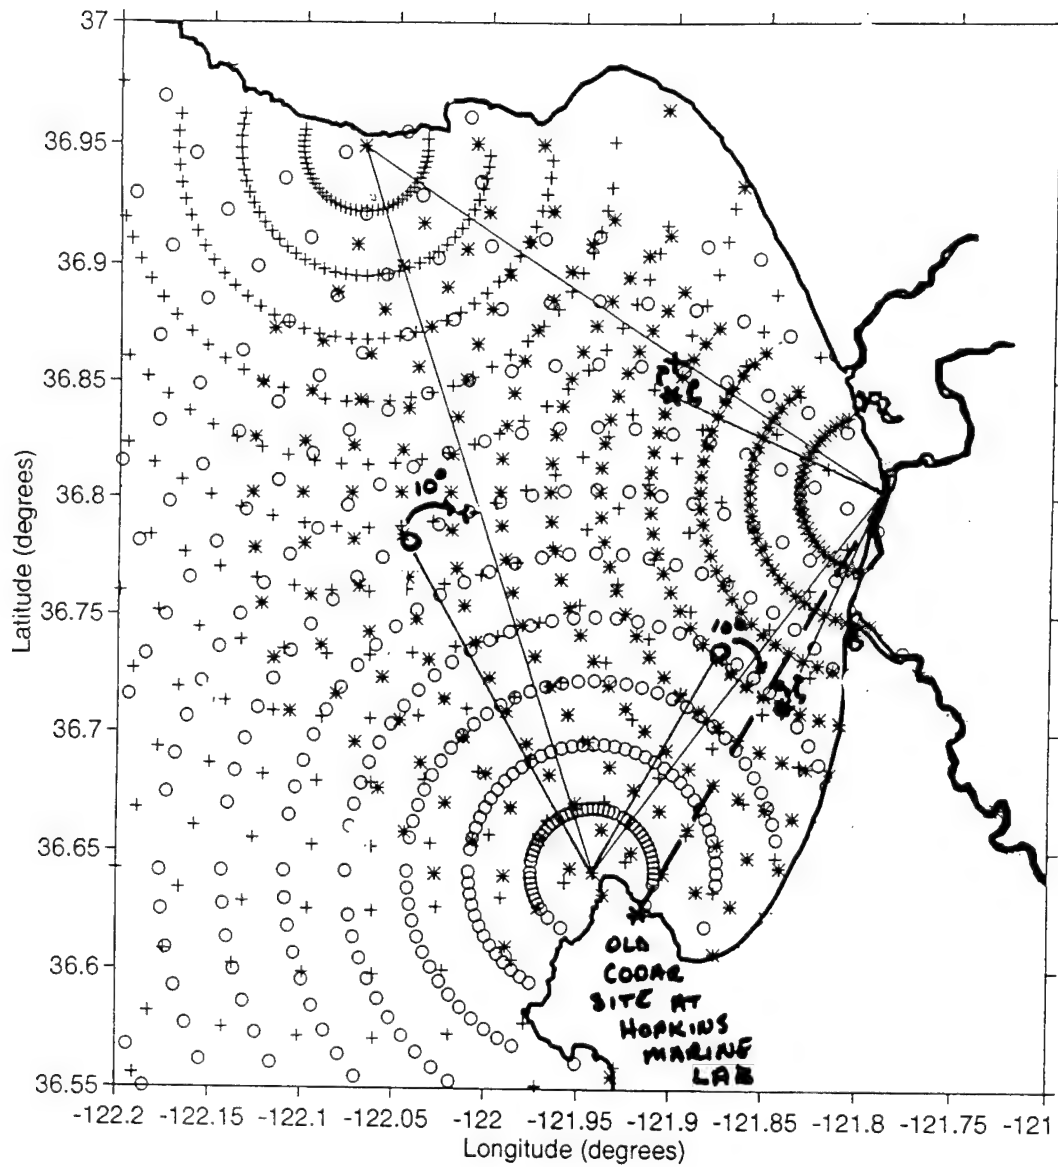 37
36.95
36.9
36.85
36.8
36.75
36.7
36.65
36.6
36.55
Latitude (degrees)
10°
10°
OLD
CODAR
SITE AT
HOPKINS
MARINE
LAB
-122.2 -122.15 -122.1 -122.05 -122 -121.95 -121.9 -121.85 -121.8 -121.75 -121
Longitude (degrees)